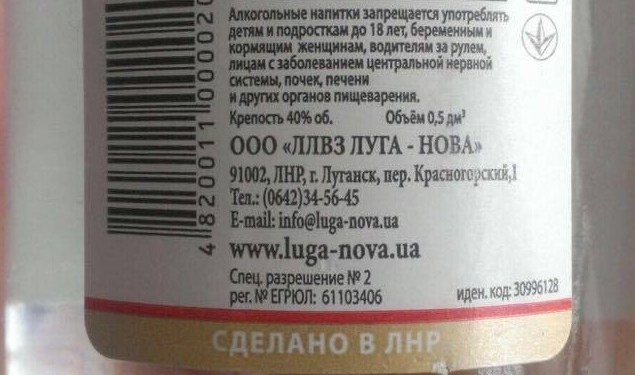 Алкогольные напитки запрещается употреблять
детям и подросткам до 18 лет, беременным и
кормящим женщинам, водителям за рулем,
лицам с заболеванием центральной нервной
системы, почек, печени
и других органов пищеварения.
Крепость 40% об. Объём 0,5 дм³
ООО «ЛЛВЗ ЛУГА - НОВА»
91002, ЛНР, г. Луганск, пер. Красногорский,1
Тел.: (0642)34-56-45
E-mail: info@luga-nova.ua
www.luga-nova.ua
Спец. разрешение № 2
рег. № ЕГРЮЛ: 61103406 иден. код: 30996128
СДЕЛАНО В ЛНР